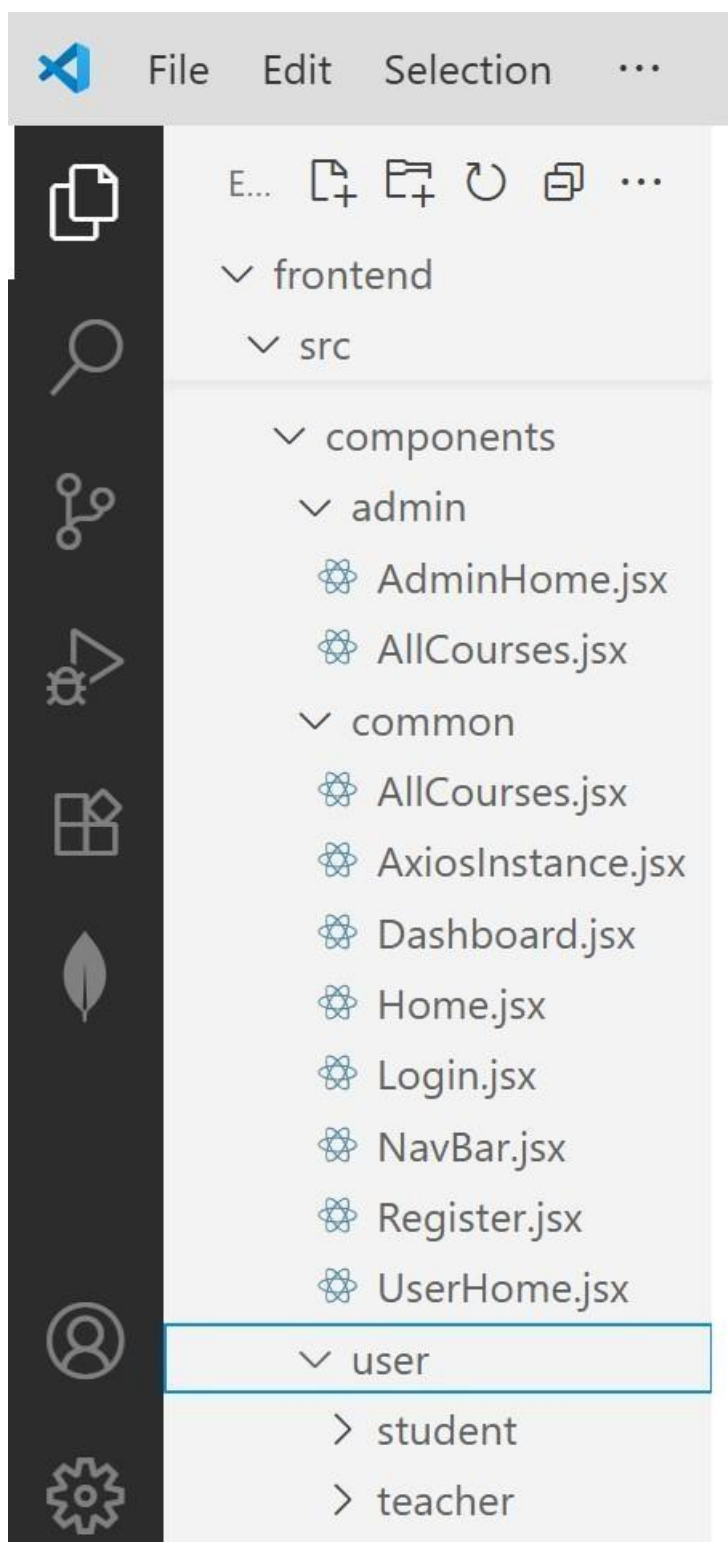 File Edit Selection ...
E... ...
frontend
src
components
admin
AdminHome.jsx
AllCourses.jsx
common
AllCourses.jsx
AxiosInstance.jsx
Dashboard.jsx
Home.jsx
Login.jsx
NavBar.jsx
Register.jsx
UserHome.jsx
user
student
teacher